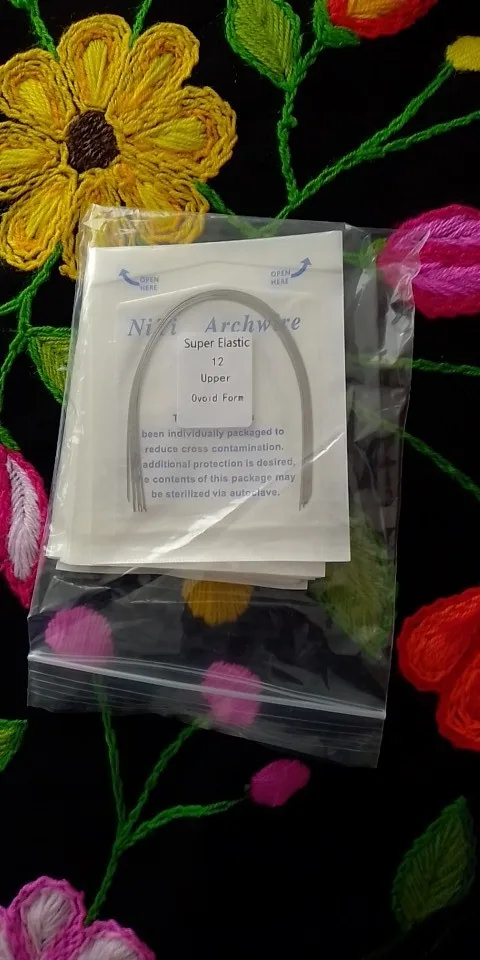 OPEN
HERE
OPEN
HERE
NiTi Archwire
Super Elastic
12
Upper
Ovoid Form
been individually packaged to
reduce cross contamination.
additional protection is desired,
contents of this package may
be sterilized via autoclave.